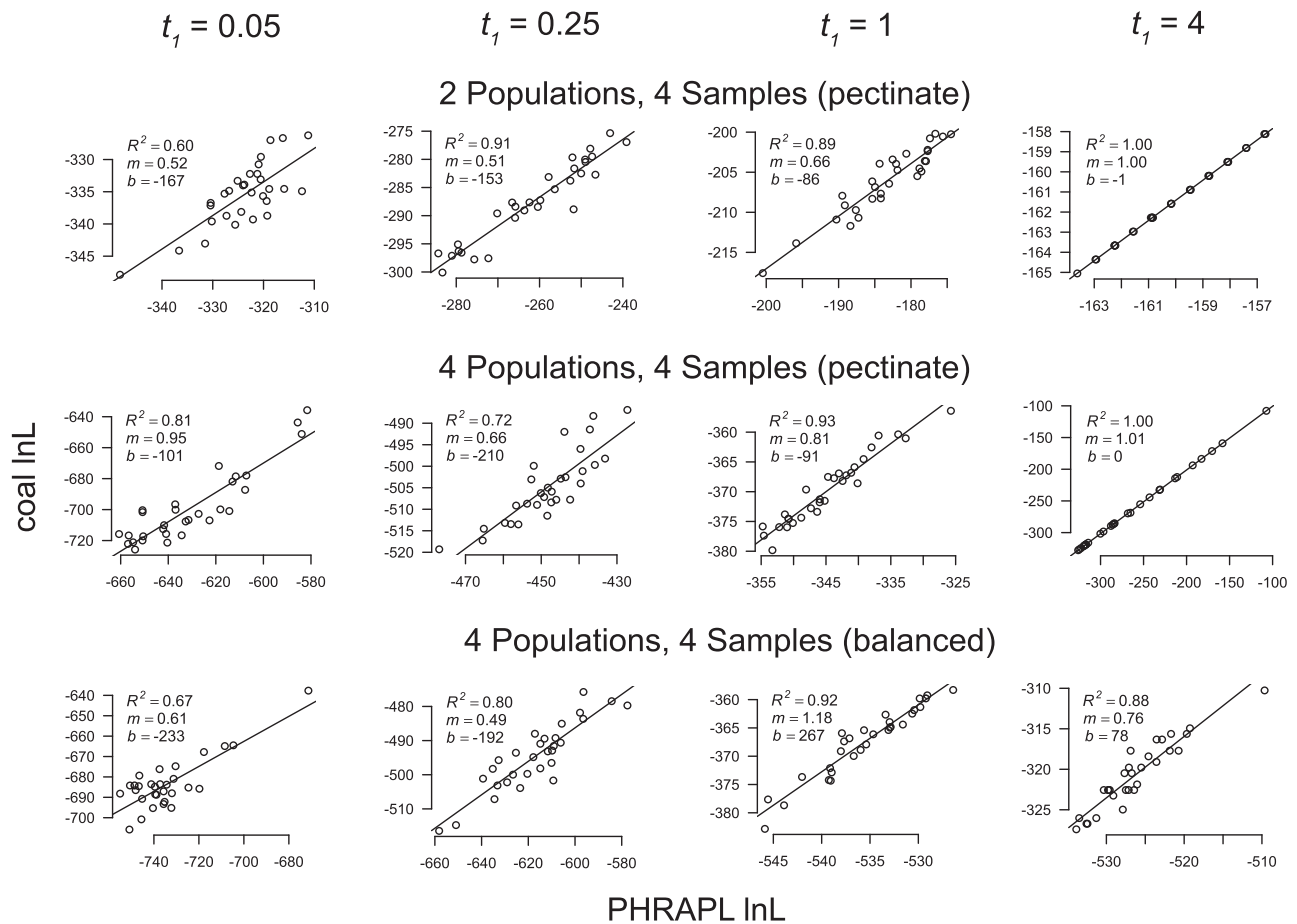 t₁ = 0.05 t₁ = 0.25 t₁ = 1 t₁ = 4
2 Populations, 4 Samples (pectinate)
R² = 0.60
m = 0.52
b = -167
-330
-335
-340
-345
-340 -330 -320 -310
R² = 0.91
m = 0.51
b = -153
-275
-280
-285
-290
-295
-300
-280 -260 -240
R² = 0.89
m = 0.66
b = -86
-200
-205
-210
-215
-200 -190 -180
R² = 1.00
m = 1.00
b = -1
-158
-159
-160
-161
-162
-163
-164
-165
-163 -161 -159 -157
4 Populations, 4 Samples (pectinate)
coal lnL
R² = 0.81
m = 0.95
b = -101
-640
-660
-680
-700
-720
-660 -640 -620 -600 -580
R² = 0.72
m = 0.66
b = -210
-490
-495
-500
-505
-510
-515
-520
-470 -450 -430
R² = 0.93
m = 0.81
b = -91
-360
-365
-370
-375
-380
-355 -345 -335 -325
R² = 1.00
m = 1.01
b = 0
-100
-150
-200
-250
-300
-300 -250 -200 -150 -100
4 Populations, 4 Samples (balanced)
R² = 0.67
m = 0.61
b = -233
-640
-650
-660
-670
-680
-690
-700
-740 -720 -700 -680
R² = 0.80
m = 0.49
b = -192
-480
-490
-500
-510
-660 -640 -620 -600 -580
R² = 0.92
m = 1.18
b = 267
-360
-365
-370
-375
-380
-545 -540 -535 -530
R² = 0.88
m = 0.76
b = 78
-310
-315
-320
-325
-530 -520 -510
PHRAPL lnL